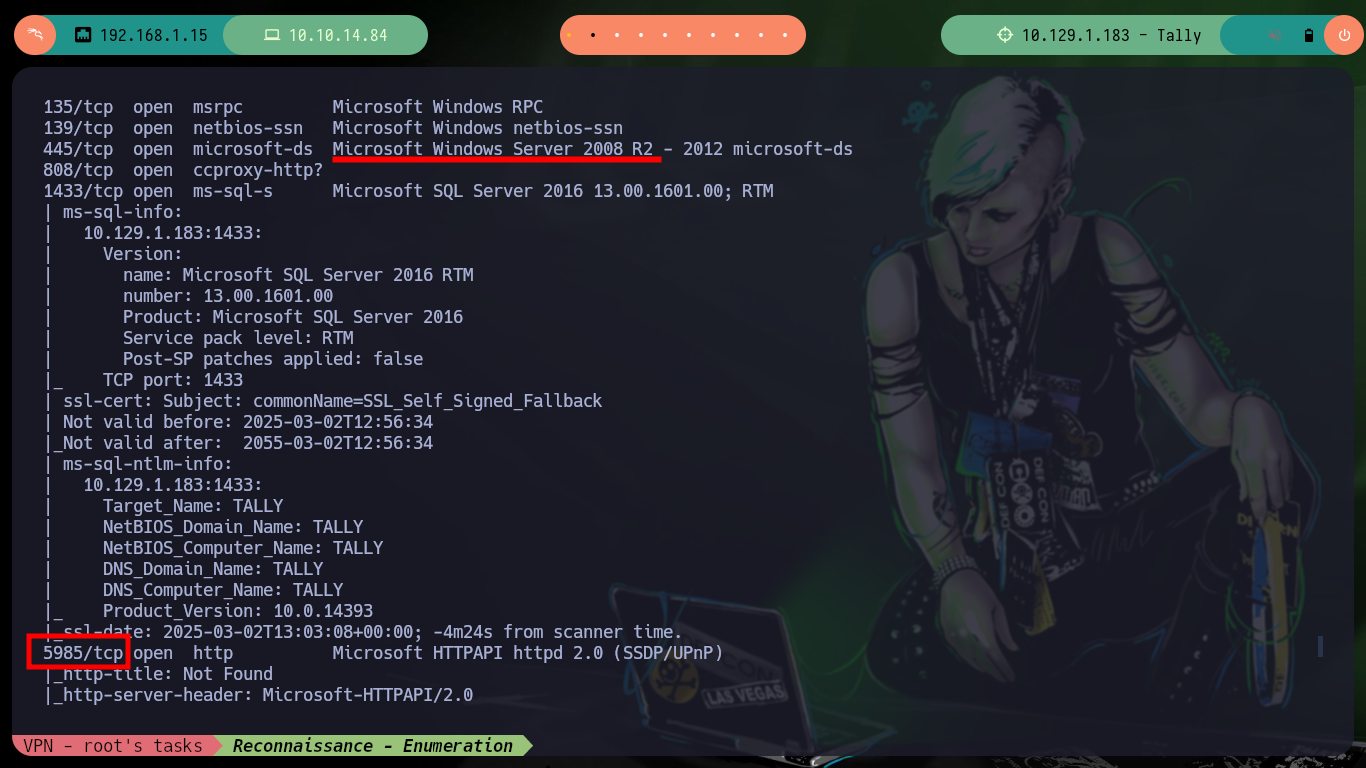 192.168.1.15 10.10.14.84 10.129.1.183 - Tally
135/tcp open msrpc Microsoft Windows RPC
139/tcp open netbios-ssn Microsoft Windows netbios-ssn
445/tcp open microsoft-ds Microsoft Windows Server 2008 R2 - 2012 microsoft-ds
808/tcp open ccproxy-http?
1433/tcp open ms-sql-s Microsoft SQL Server 2016 13.00.1601.00; RTM
| ms-sql-info:
| 10.129.1.183:1433:
| Version:
| name: Microsoft SQL Server 2016 RTM
| number: 13.00.1601.00
| Product: Microsoft SQL Server 2016
| Service pack level: RTM
| Post-SP patches applied: false
|_ TCP port: 1433
| ssl-cert: Subject: commonName=SSL_Self_Signed_Fallback
| Not valid before: 2025-03-02T12:56:34
|_Not valid after: 2055-03-02T12:56:34
| ms-sql-ntlm-info:
| 10.129.1.183:1433:
| Target_Name: TALLY
| NetBIOS_Domain_Name: TALLY
| NetBIOS_Computer_Name: TALLY
| DNS_Domain_Name: TALLY
| DNS_Computer_Name: TALLY
|_ Product_Version: 10.0.14393
|_ssl-date: 2025-03-02T13:03:08+00:00; -4m24s from scanner time.
5985/tcp open http Microsoft HTTPAPI httpd 2.0 (SSDP/UPnP)
|_http-title: Not Found
|_http-server-header: Microsoft-HTTPAPI/2.0
DEF CON
LAS VEGAS
VPN - root's tasks Reconnaissance - Enumeration